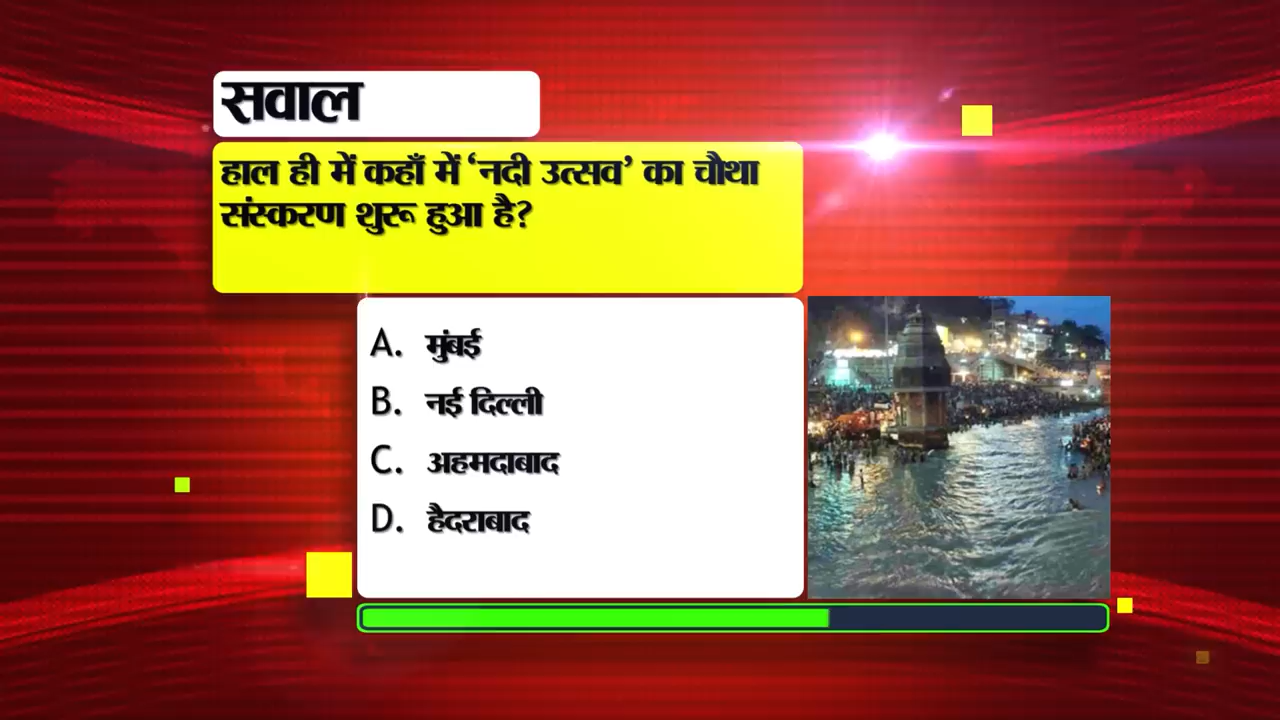 सवाल
हाल ही में कहाँ में ‘नदी उत्सव’ का चौथा
संस्करण शुरू हुआ है?
A. मुंबई
B. नई दिल्ली
C. अहमदाबाद
D. हैदराबाद